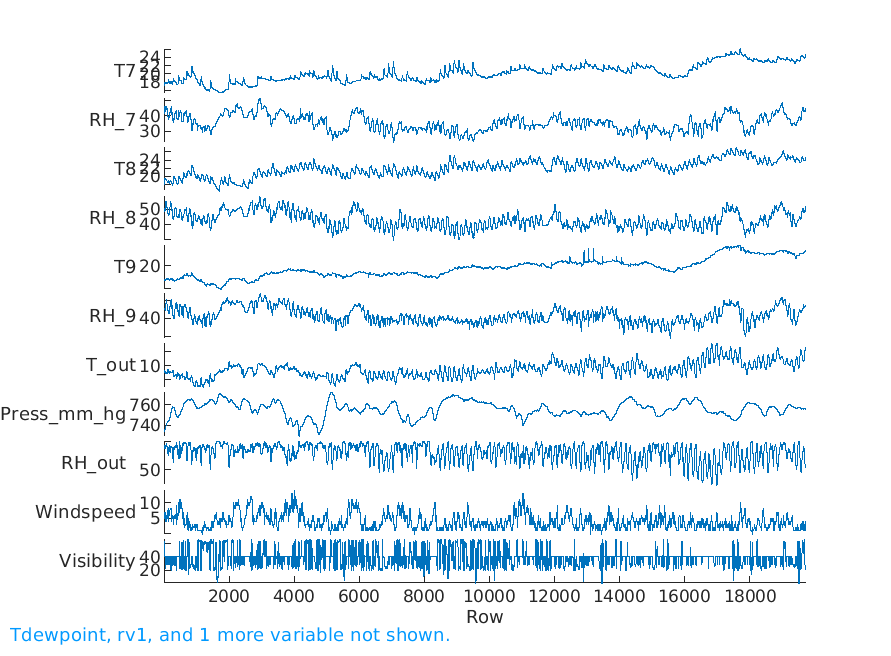 T7 24 22 20 18
RH_7 40 30
T8 24 22 20
RH_8 50 40
T9 20
RH_9 40
T_out 10
Press_mm_hg 760 740
RH_out 50
Windspeed 10 5
Visibility 40 20
2000 4000 6000 8000 10000 12000 14000 16000 18000
Row
Tdewpoint, rv1, and 1 more variable not shown.